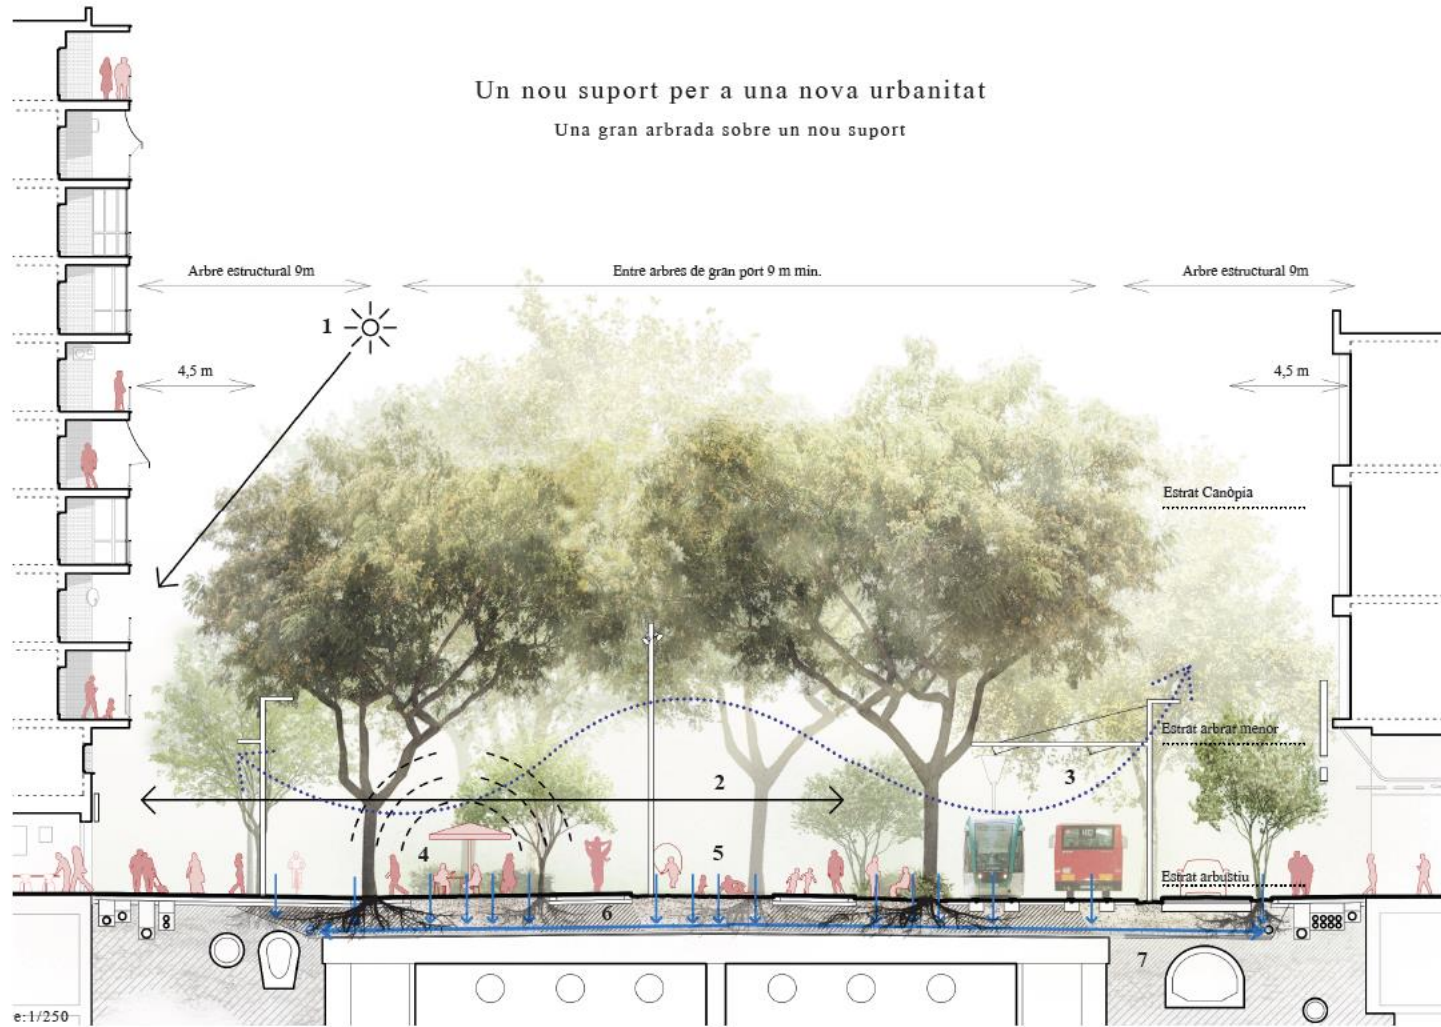 Un nou suport per a una nova urbanitat
Una gran arbrada sobre un nou suport
Arbre estructural 9m
Entre arbres de gran port 9 m min.
Arbre estructural 9m
1
4,5 m
4,5 m
Estrat Canòpia
Estrat arbrat menor
2
3
4
5
Estrat arbustiu
6
7
e:1/250